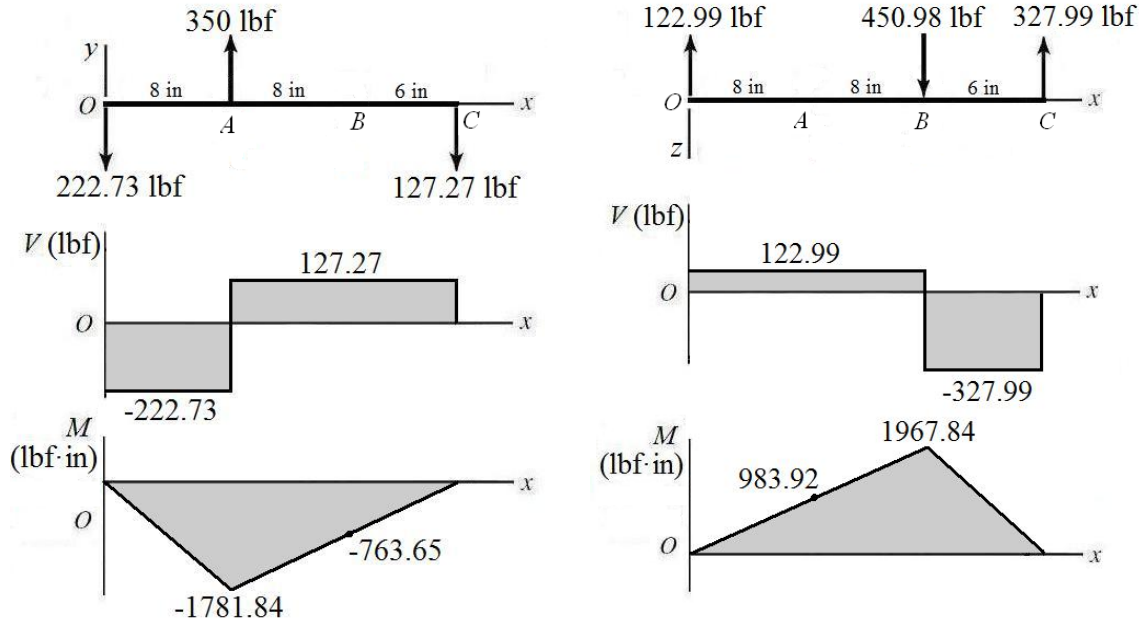 350 lbf
y
8 in
8 in
6 in
O
x
A
B
C
222.73 lbf
127.27 lbf
V (lbf)
127.27
O
x
-222.73
M
(lbf·in)
x
O
-763.65
-1781.84
122.99 lbf
450.98 lbf
327.99 lbf
8 in
8 in
6 in
O
x
A
B
C
z
V (lbf)
122.99
O
x
-327.99
M
(lbf·in)
1967.84
983.92
O
x